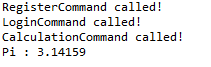 RegisterCommand called!
LoginCommand called!
CalculationCommand called!
Pi : 3.14159